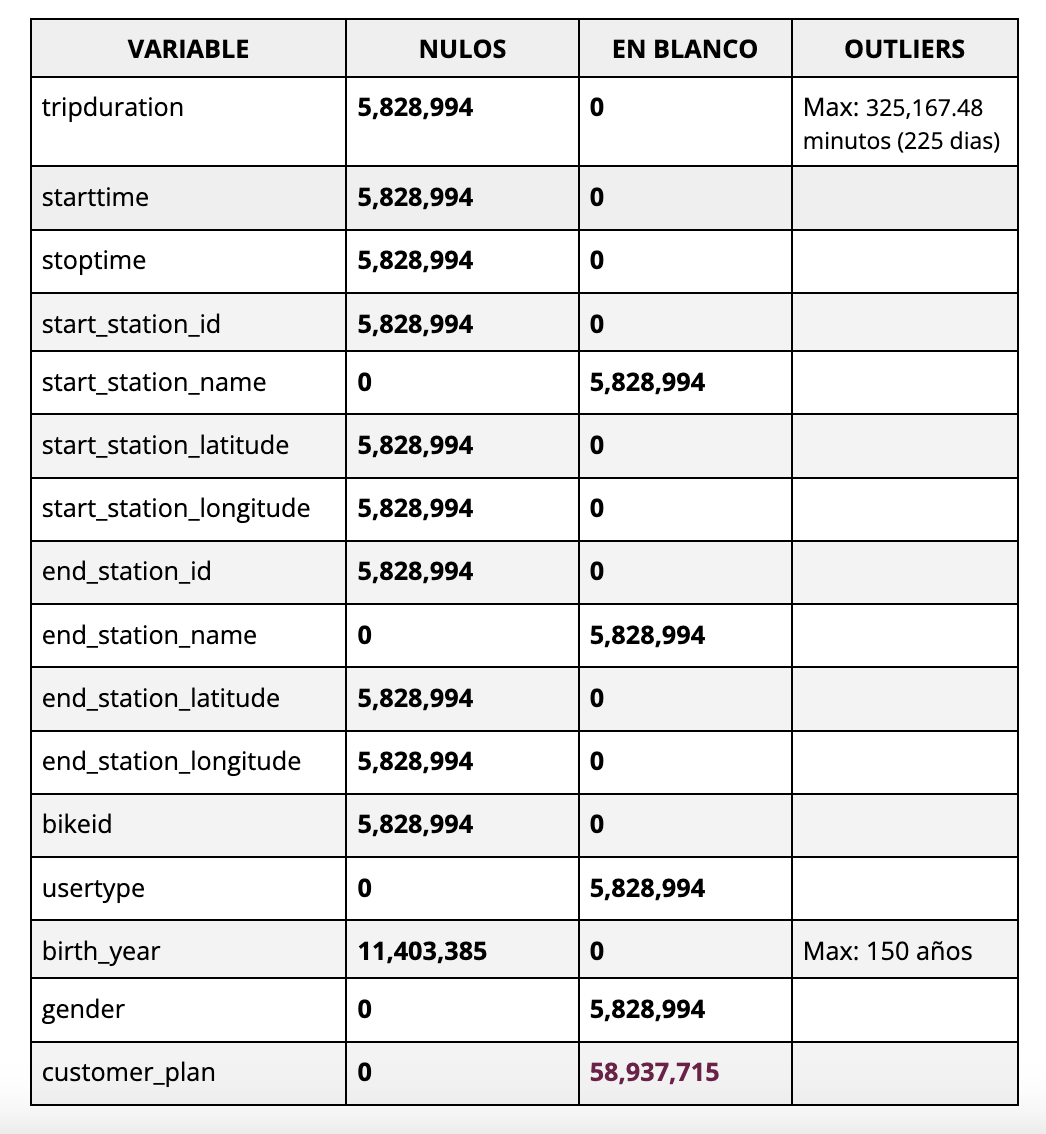 VARIABLE NULOS EN BLANCO OUTLIERS
tripduration 5,828,994 0 Max: 325,167.48
minutos (225 dias)
starttime 5,828,994 0
stoptime 5,828,994 0
start_station_id 5,828,994 0
start_station_name 0 5,828,994
start_station_latitude 5,828,994 0
start_station_longitude 5,828,994 0
end_station_id 5,828,994 0
end_station_name 0 5,828,994
end_station_latitude 5,828,994 0
end_station_longitude 5,828,994 0
bikeid 5,828,994 0
usertype 0 5,828,994
birth_year 11,403,385 0 Max: 150 años
gender 0 5,828,994
customer_plan 0 58,937,715